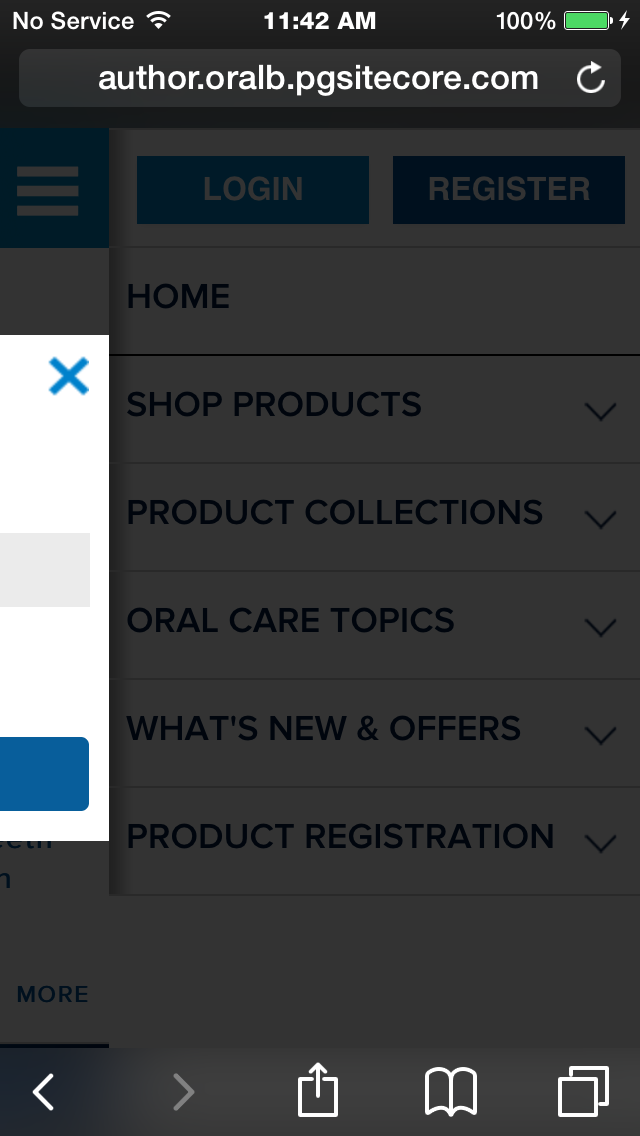 No Service 11:42 AM 100%
author.oralb.pgsitecore.com
LOGIN REGISTER
HOME
SHOP PRODUCTS
PRODUCT COLLECTIONS
ORAL CARE TOPICS
WHAT'S NEW & OFFERS
PRODUCT REGISTRATION
MORE